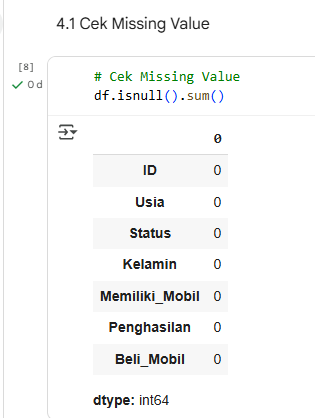 4.1 Cek Missing Value
[8]
✓ 0 d
# Cek Missing Value
df.isnull().sum()
0
ID 0
Usia 0
Status 0
Kelamin 0
Memiliki_Mobil 0
Penghasilan 0
Beli_Mobil 0
dtype: int64